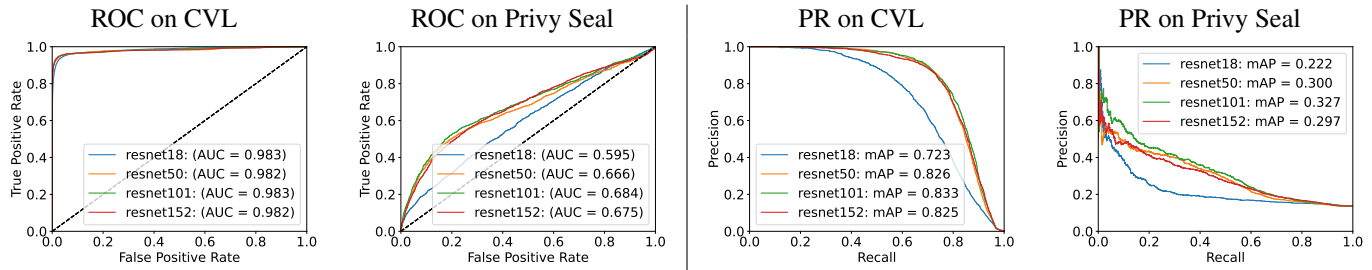 ROC on CVL
1.0
0.8
0.6
0.4
0.2
0.0
True Positive Rate
resnet18: (AUC = 0.983)
resnet50: (AUC = 0.982)
resnet101: (AUC = 0.983)
resnet152: (AUC = 0.982)
0.0 0.2 0.4 0.6 0.8 1.0
False Positive Rate
ROC on Privy Seal
1.0
0.8
0.6
0.4
0.2
0.0
True Positive Rate
resnet18: (AUC = 0.595)
resnet50: (AUC = 0.666)
resnet101: (AUC = 0.684)
resnet152: (AUC = 0.675)
0.0 0.2 0.4 0.6 0.8 1.0
False Positive Rate
PR on CVL
1.0
0.8
0.6
0.4
0.2
0.0
Precision
resnet18: mAP = 0.723
resnet50: mAP = 0.826
resnet101: mAP = 0.833
resnet152: mAP = 0.825
0.0 0.2 0.4 0.6 0.8 1.0
Recall
PR on Privy Seal
1.0
0.8
0.6
0.4
0.2
0.0
Precision
resnet18: mAP = 0.222
resnet50: mAP = 0.300
resnet101: mAP = 0.327
resnet152: mAP = 0.297
0.0 0.2 0.4 0.6 0.8 1.0
Recall